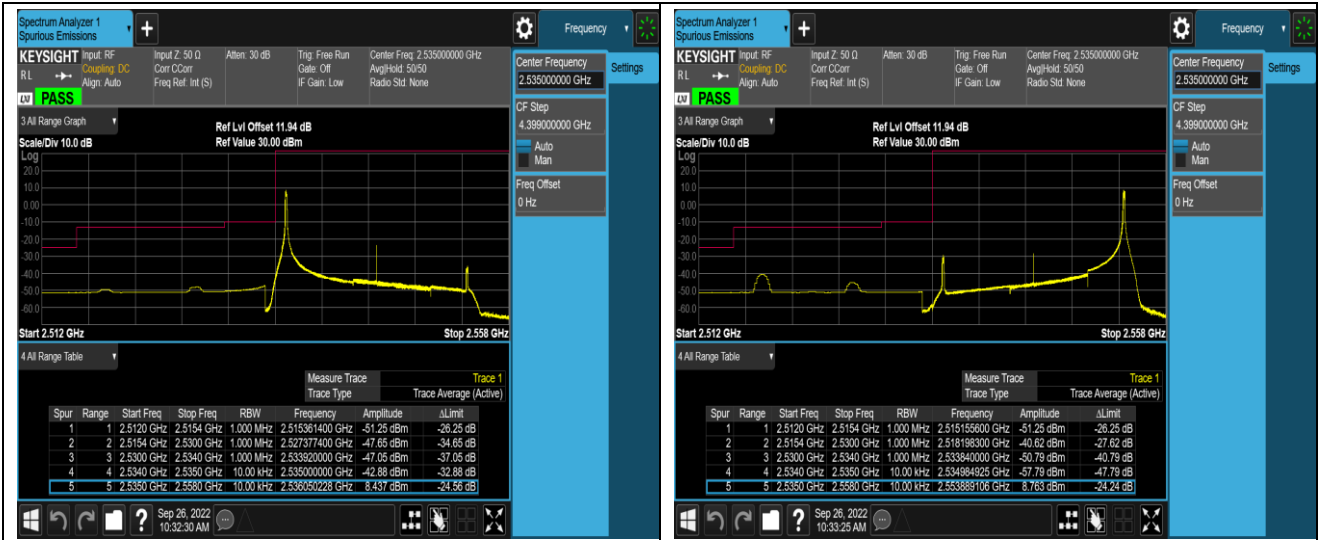 Spectrum Analyzer 1
Spurious Emissions
Frequency
KEYSIGHT Input: RF Input Z: 50 Ω Atten: 30 dB Trig: Free Run Center Freq: 2.535000000 GHz
RL Coupling: DC Corr CCorr Gate: Off Avg|Hold: 50/50
Align: Auto Freq Ref: Int (S) IF Gain: Low Radio Std: None
PASS
Center Frequency
2.535000000 GHz
Settings
CF Step
4.399000000 GHz
Auto
Man
Freq Offset
0 Hz
3 All Range Graph
Ref Lvl Offset 11.94 dB
Scale/Div 10.0 dB Ref Value 30.00 dBm
Log
20.0
10.0
0.00
-10.0
-20.0
-30.0
-40.0
-50.0
-60.0
Start 2.512 GHz Stop 2.558 GHz
4 All Range Table
Measure Trace Trace 1
Trace Type Trace Average (Active)
Spur Range Start Freq Stop Freq RBW Frequency Amplitude ΔLimit
1 1 2.5120 GHz 2.5154 GHz 1.000 MHz 2.515361400 GHz -51.25 dBm -26.25 dB
2 2 2.5154 GHz 2.5300 GHz 1.000 MHz 2.527377400 GHz -47.65 dBm -34.65 dB
3 3 2.5300 GHz 2.5340 GHz 1.000 MHz 2.533920000 GHz -47.05 dBm -37.05 dB
4 4 2.5340 GHz 2.5350 GHz 10.00 kHz 2.535000000 GHz -42.88 dBm -32.88 dB
5 5 2.5350 GHz 2.5580 GHz 10.00 kHz 2.536050228 GHz 8.437 dBm -24.56 dB
Sep 26, 2022
10:32:30 AM
Spectrum Analyzer 1
Spurious Emissions
Frequency
KEYSIGHT Input: RF Input Z: 50 Ω Atten: 30 dB Trig: Free Run Center Freq: 2.535000000 GHz
RL Coupling: DC Corr CCorr Gate: Off Avg|Hold: 50/50
Align: Auto Freq Ref: Int (S) IF Gain: Low Radio Std: None
PASS
Center Frequency
2.535000000 GHz
Settings
CF Step
4.399000000 GHz
Auto
Man
Freq Offset
0 Hz
3 All Range Graph
Ref Lvl Offset 11.94 dB
Scale/Div 10.0 dB Ref Value 30.00 dBm
Log
20.0
10.0
0.00
-10.0
-20.0
-30.0
-40.0
-50.0
-60.0
Start 2.512 GHz Stop 2.558 GHz
4 All Range Table
Measure Trace Trace 1
Trace Type Trace Average (Active)
Spur Range Start Freq Stop Freq RBW Frequency Amplitude ΔLimit
1 1 2.5120 GHz 2.5154 GHz 1.000 MHz 2.515155600 GHz -51.25 dBm -26.25 dB
2 2 2.5154 GHz 2.5300 GHz 1.000 MHz 2.518198300 GHz -40.62 dBm -27.62 dB
3 3 2.5300 GHz 2.5340 GHz 1.000 MHz 2.533840000 GHz -50.79 dBm -40.79 dB
4 4 2.5340 GHz 2.5350 GHz 10.00 kHz 2.534984925 GHz -57.79 dBm -47.79 dB
5 5 2.5350 GHz 2.5580 GHz 10.00 kHz 2.553889106 GHz 8.763 dBm -24.24 dB
Sep 26, 2022
10:33:25 AM